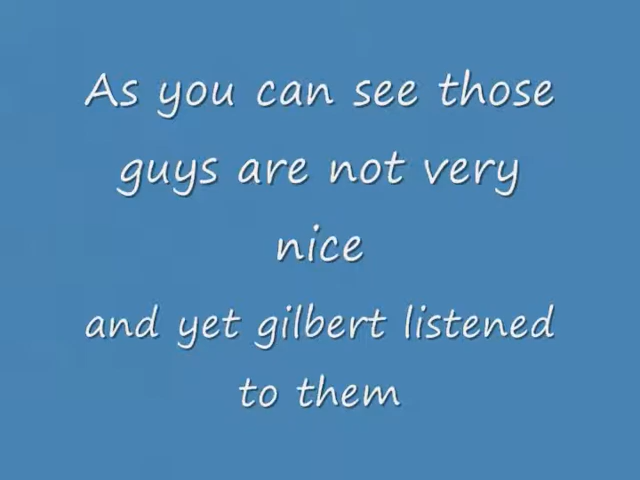 As you can see those
guys are not very
nice
and yet gilbert listened
to them